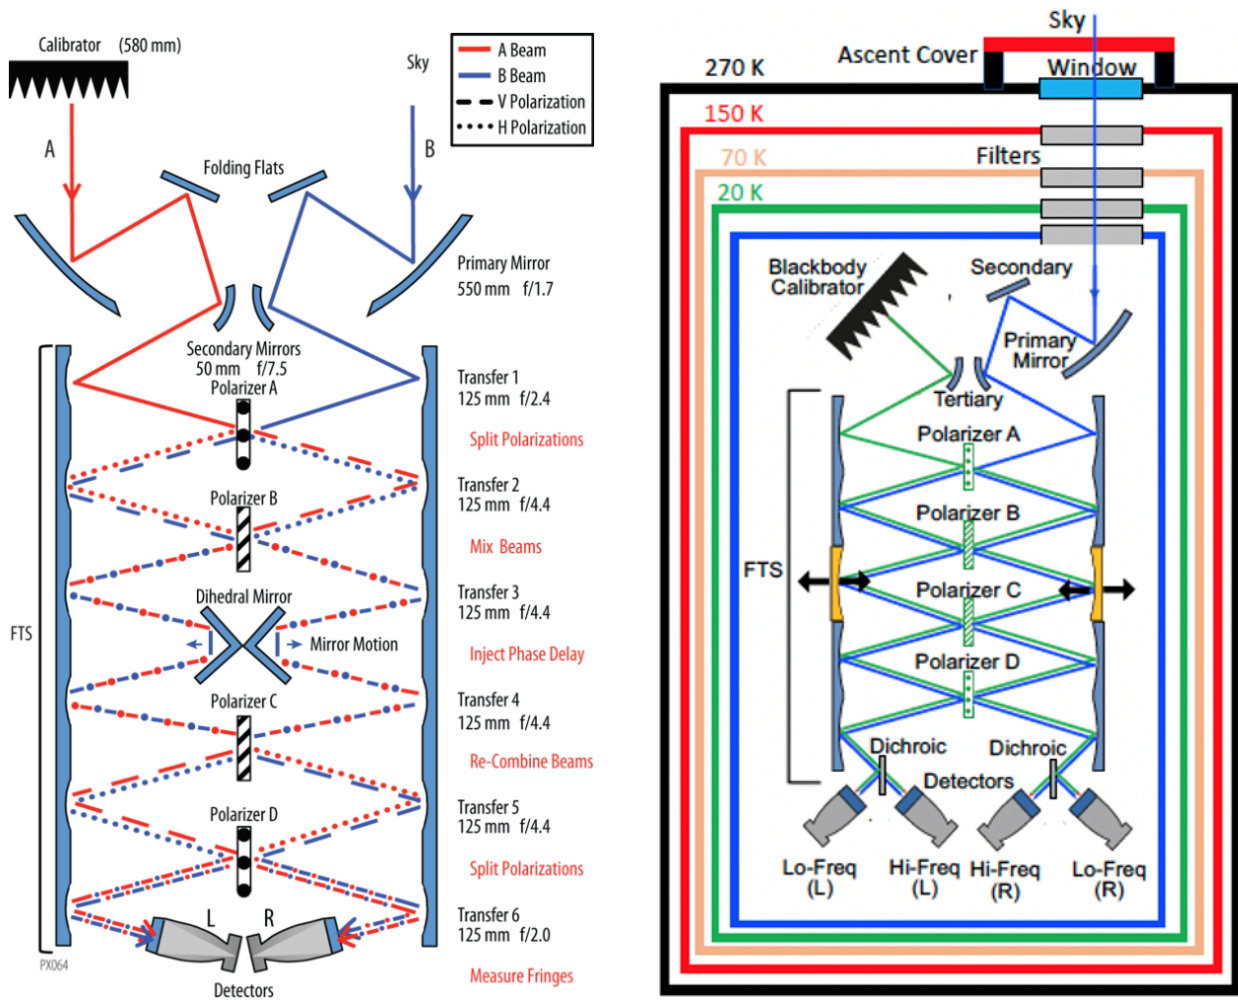 Calibrator (580 mm)
Sky
A Beam
B Beam
V Polarization
H Polarization
A
B
Folding Flats
Primary Mirror
550 mm f/1.7
Secondary Mirrors
50 mm f/7.5
Polarizer A
Transfer 1
125 mm f/2.4
Split Polarizations
Transfer 2
125 mm f/4.4
Polarizer B
Mix Beams
Transfer 3
125 mm f/4.4
Dihedral Mirror
FTS
Mirror Motion
Inject Phase Delay
Transfer 4
125 mm f/4.4
Polarizer C
Re-Combine Beams
Transfer 5
125 mm f/4.4
Polarizer D
Split Polarizations
L
R
Transfer 6
125 mm f/2.0
PX064
Detectors
Measure Fringes
Sky
Ascent Cover
Window
270 K
150 K
Filters
70 K
20 K
Blackbody
Calibrator
Secondary
Primary
Mirror
Tertiary
Polarizer A
Polarizer B
FTS
Polarizer C
Polarizer D
Dichroic
Dichroic
Detectors
Lo-Freq
(L)
Hi-Freq
(L)
Hi-Freq
(R)
Lo-Freq
(R)